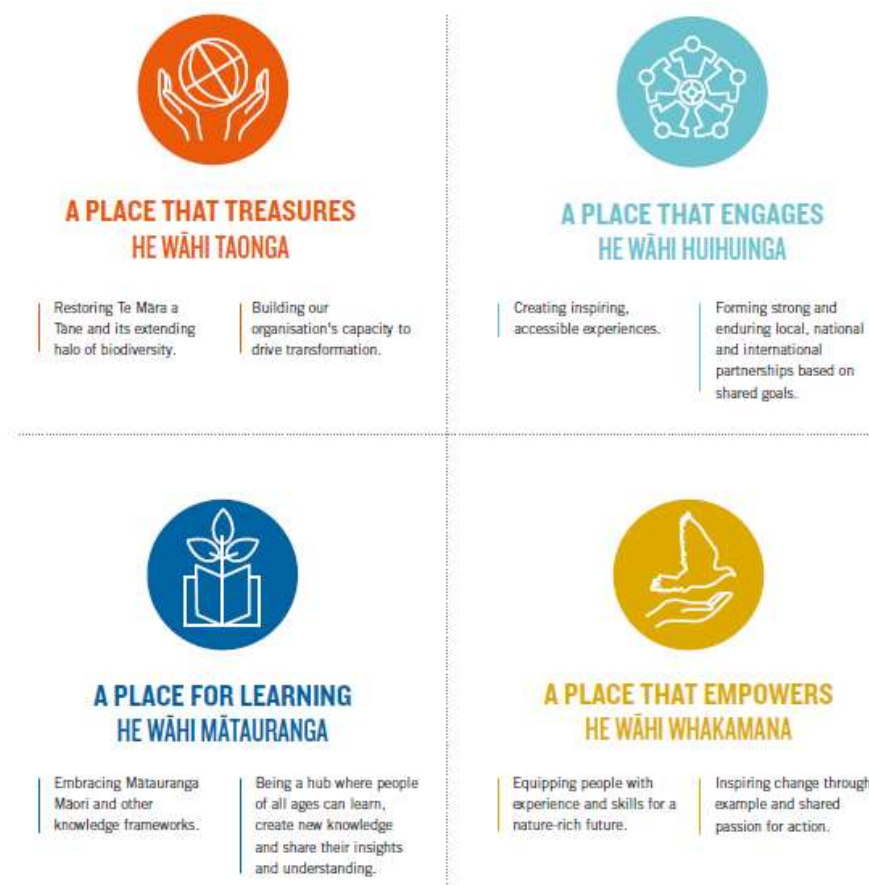 A PLACE THAT TREASURES
HE WĀHI TAONGA
Restoring Te Māra a
Tāne and its extending
halo of biodiversity.
Building our
organisation's capacity to
drive transformation.
A PLACE THAT ENGAGES
HE WĀHI HUIHUINGA
Creating inspiring,
accessible experiences.
Forming strong and
enduring local, national
and international
partnerships based on
shared goals.
A PLACE FOR LEARNING
HE WĀHI MĀTAURANGA
Embracing Mātauranga
Māori and other
knowledge frameworks.
Being a hub where people
of all ages can learn,
create new knowledge
and share their insights
and understanding.
A PLACE THAT EMPOWERS
HE WĀHI WHAKAMANA
Equipping people with
experience and skills for a
nature-rich future.
Inspiring change through
example and shared
passion for action.